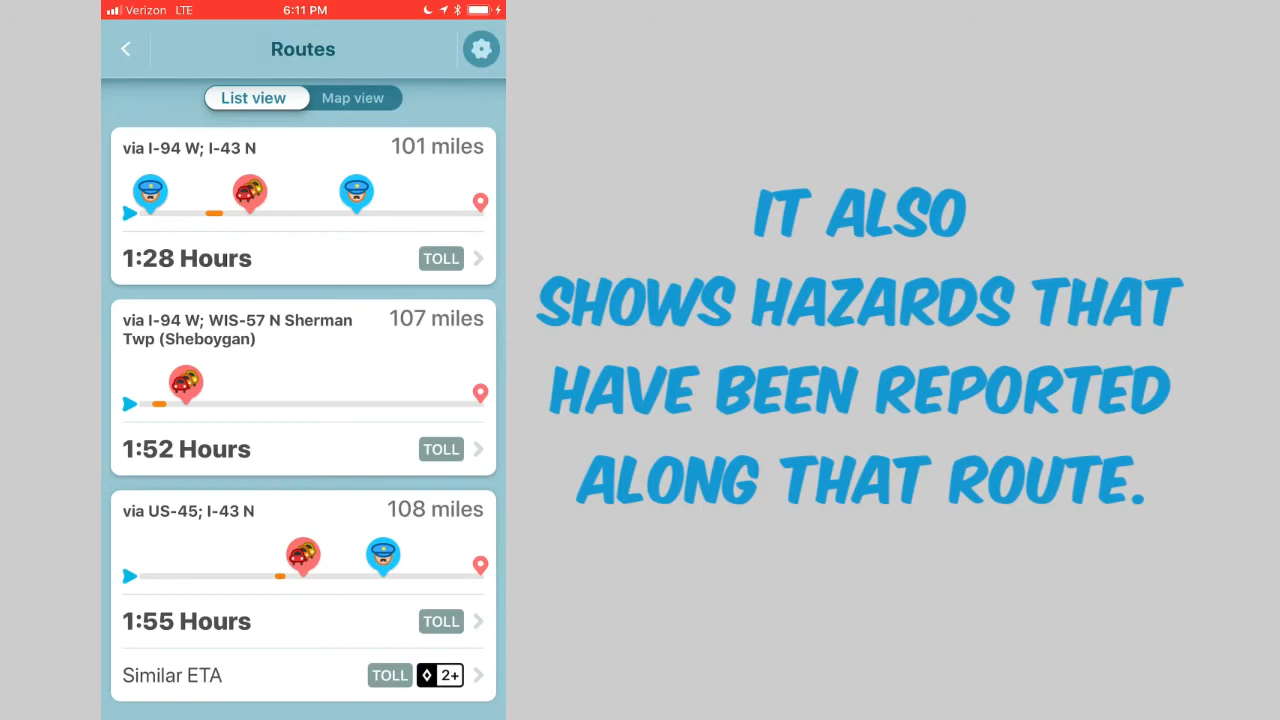 Verizon LTE 6:11 PM
Routes
List view Map view
via I-94 W; I-43 N 101 miles
1:28 Hours TOLL
via I-94 W; WIS-57 N Sherman 107 miles
Twp (Sheboygan)
1:52 Hours TOLL
via US-45; I-43 N 108 miles
1:55 Hours TOLL
Similar ETA TOLL 2+
IT ALSO
SHOWS HAZARDS THAT
HAVE BEEN REPORTED
ALONG THAT ROUTE.